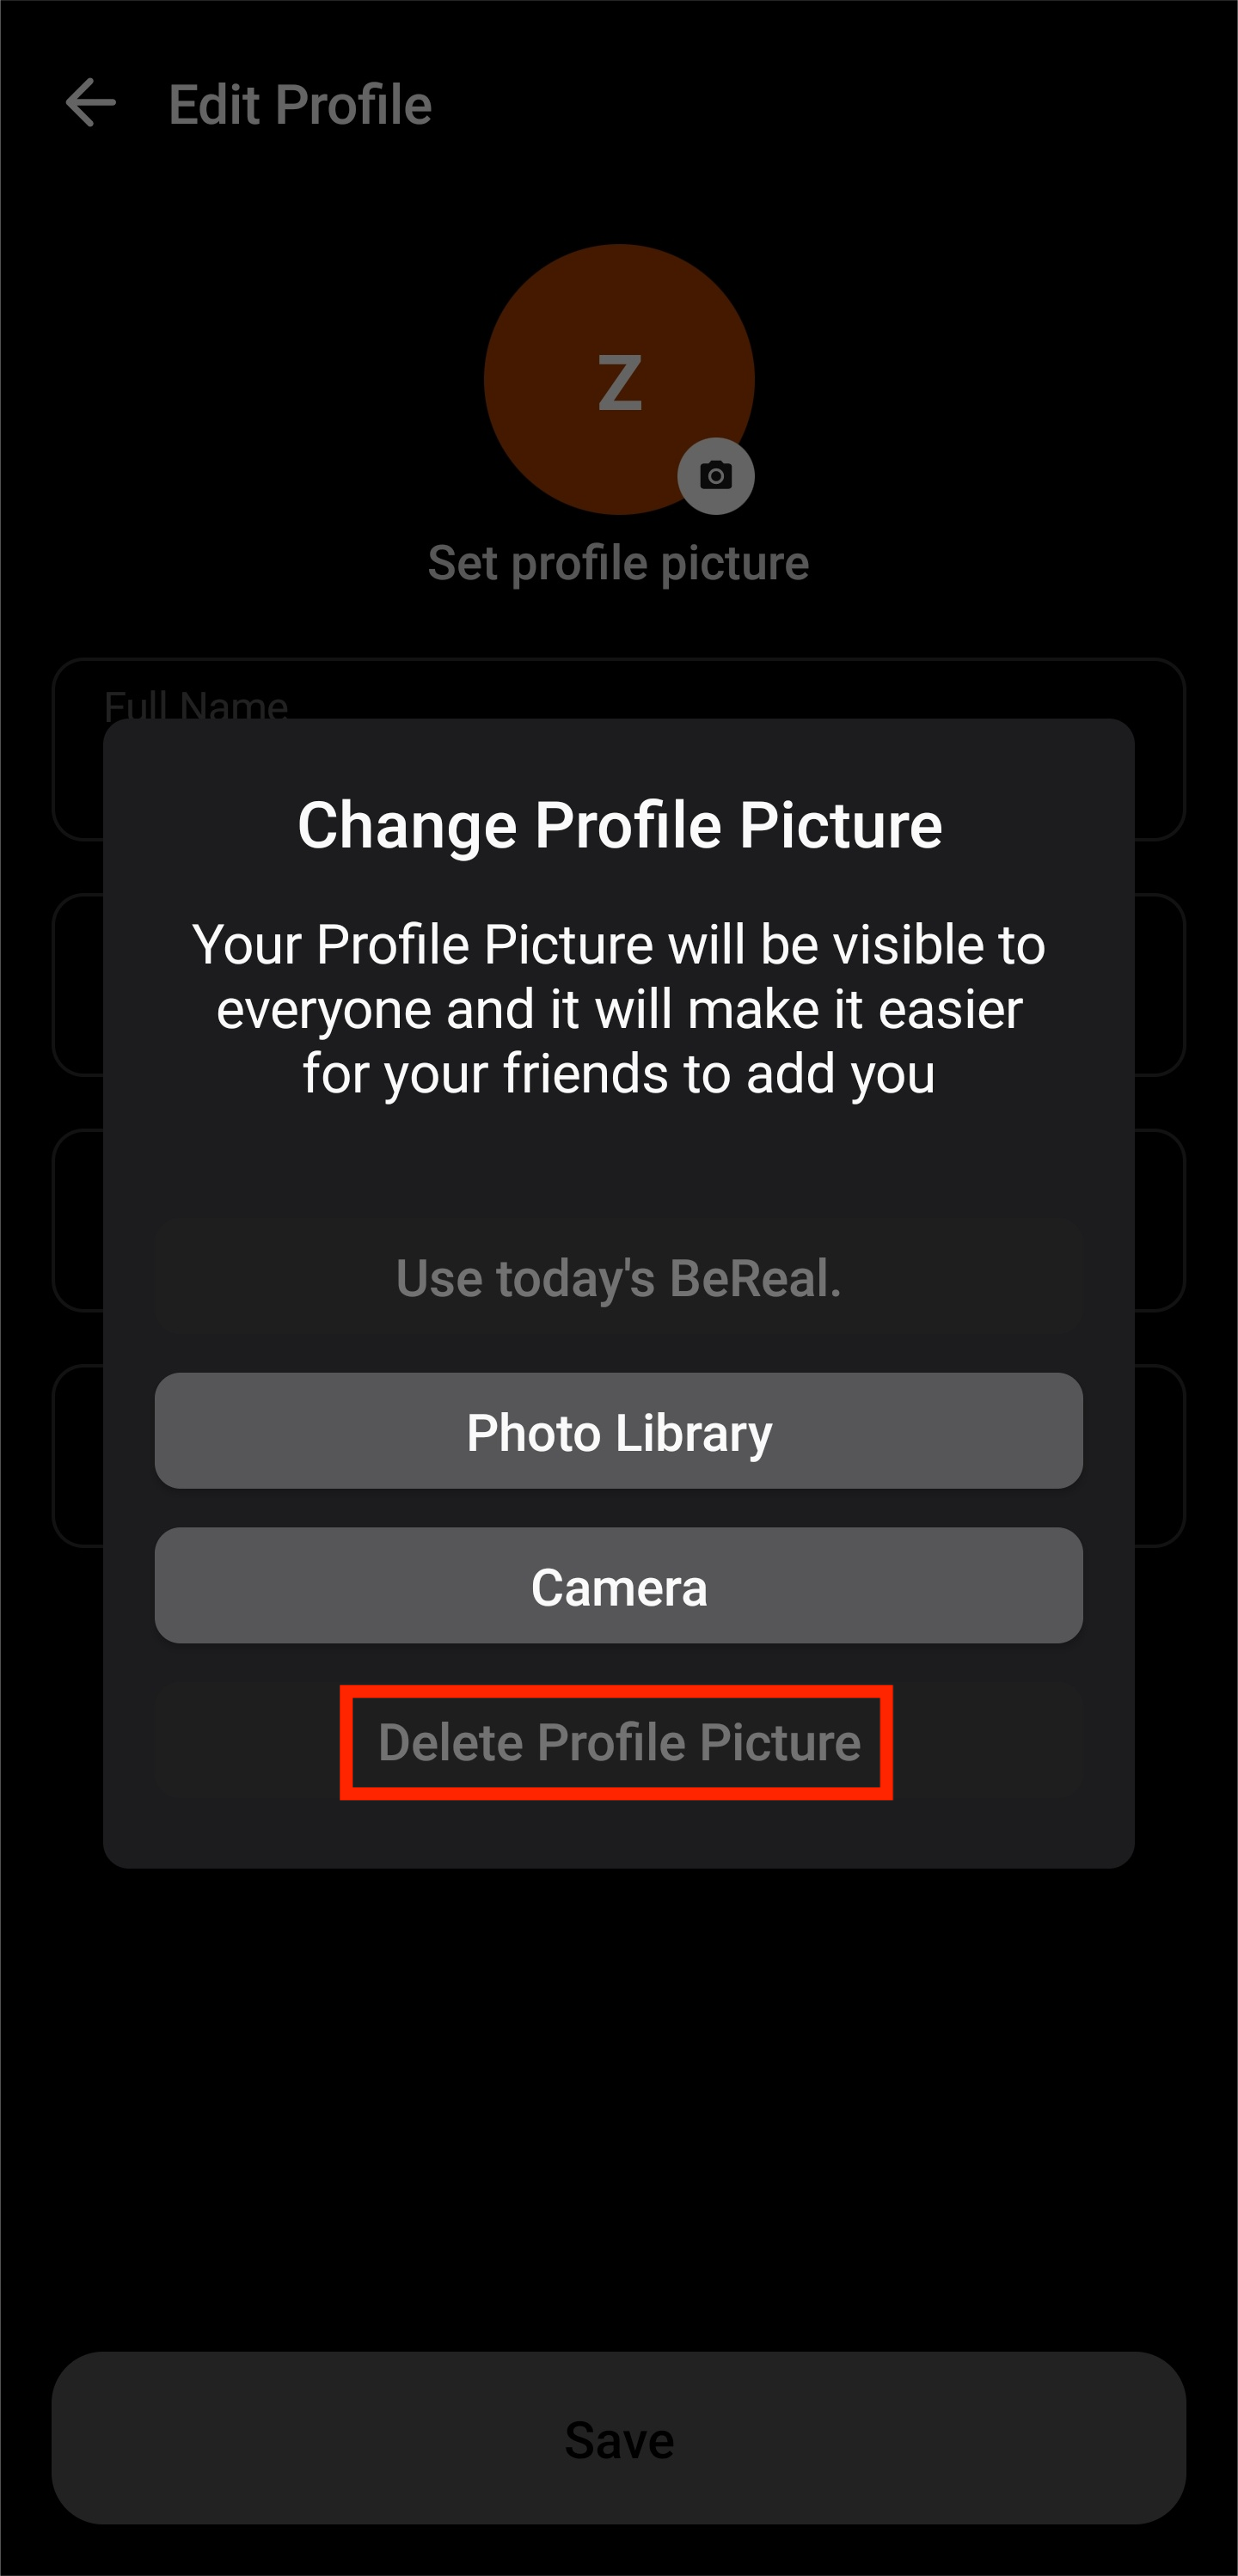 Edit Profile
Z
Set profile picture
Full Name
Change Profile Picture
Your Profile Picture will be visible to
everyone and it will make it easier
for your friends to add you
Use today's BeReal.
Photo Library
Camera
Delete Profile Picture
Save